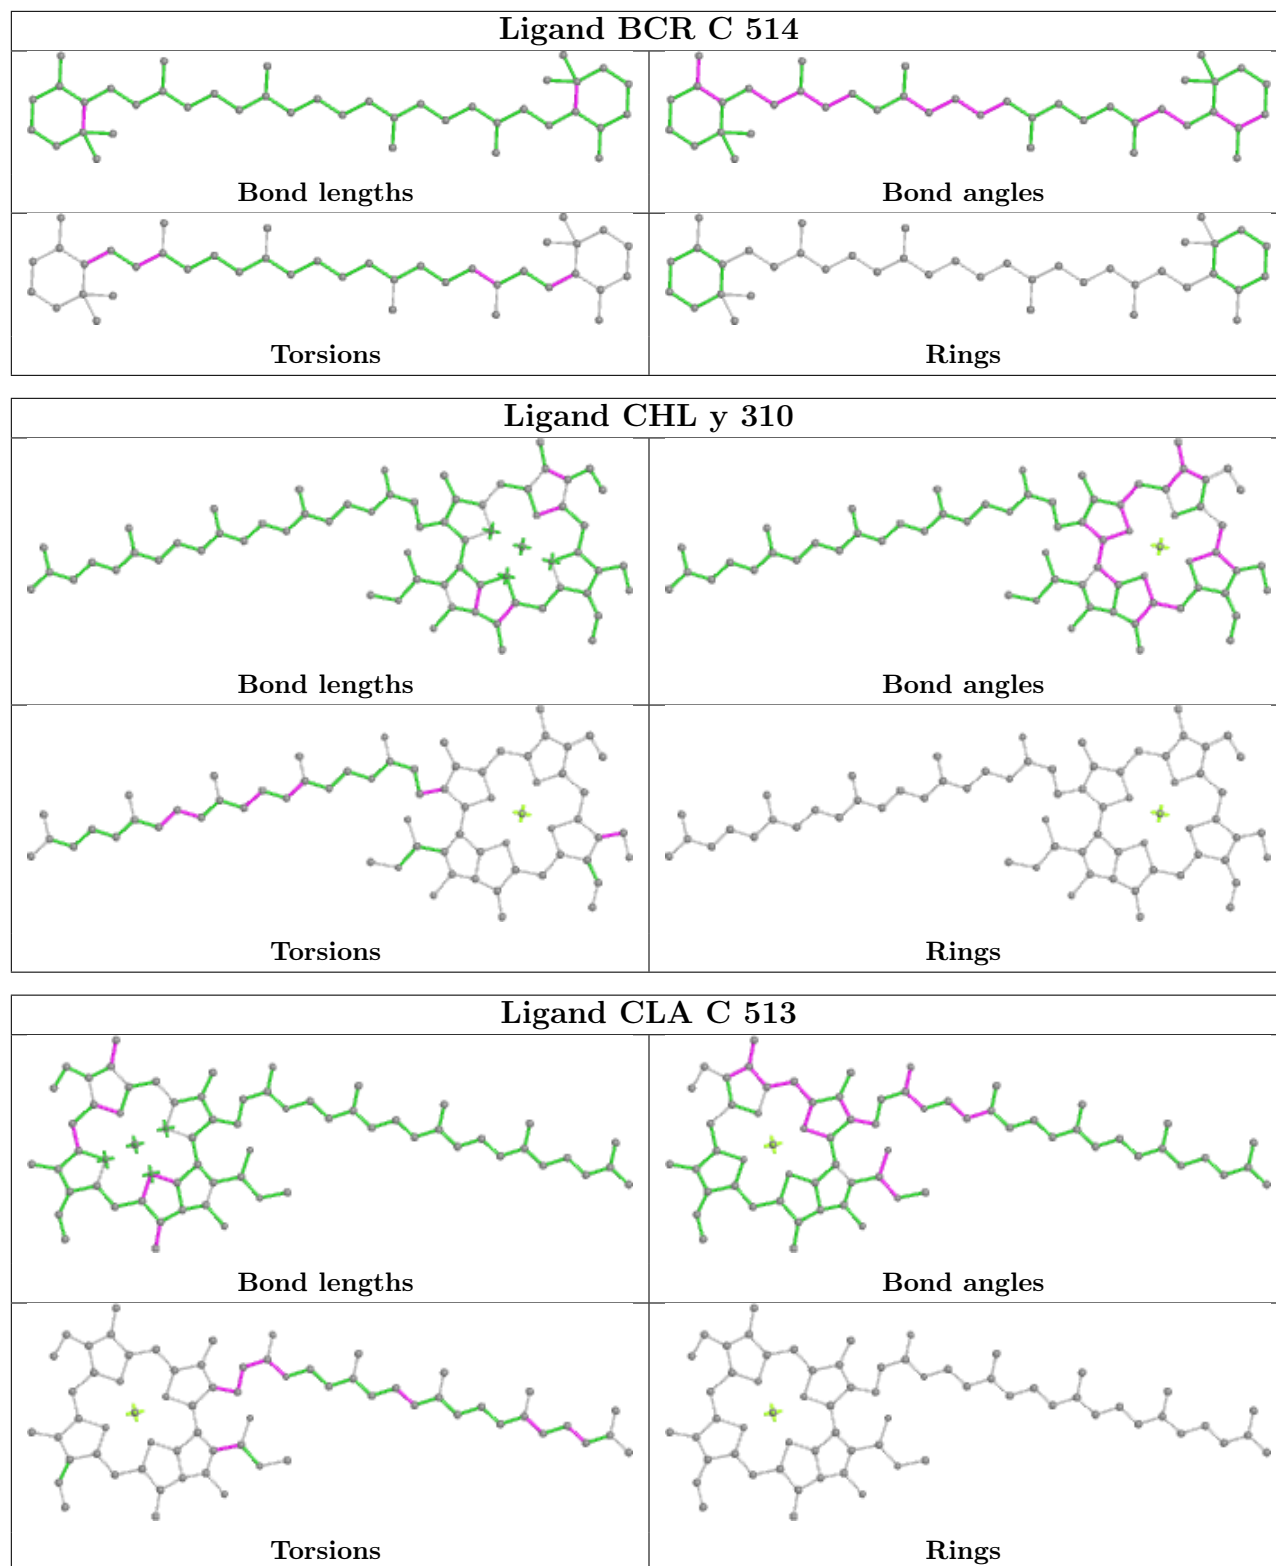 Ligand BCR C 514
Bond lengths
Bond angles
Torsions
Rings
Ligand CHL y 310
Bond lengths
Bond angles
Torsions
Rings
Ligand CLA C 513
Bond lengths
Bond angles
Torsions
Rings